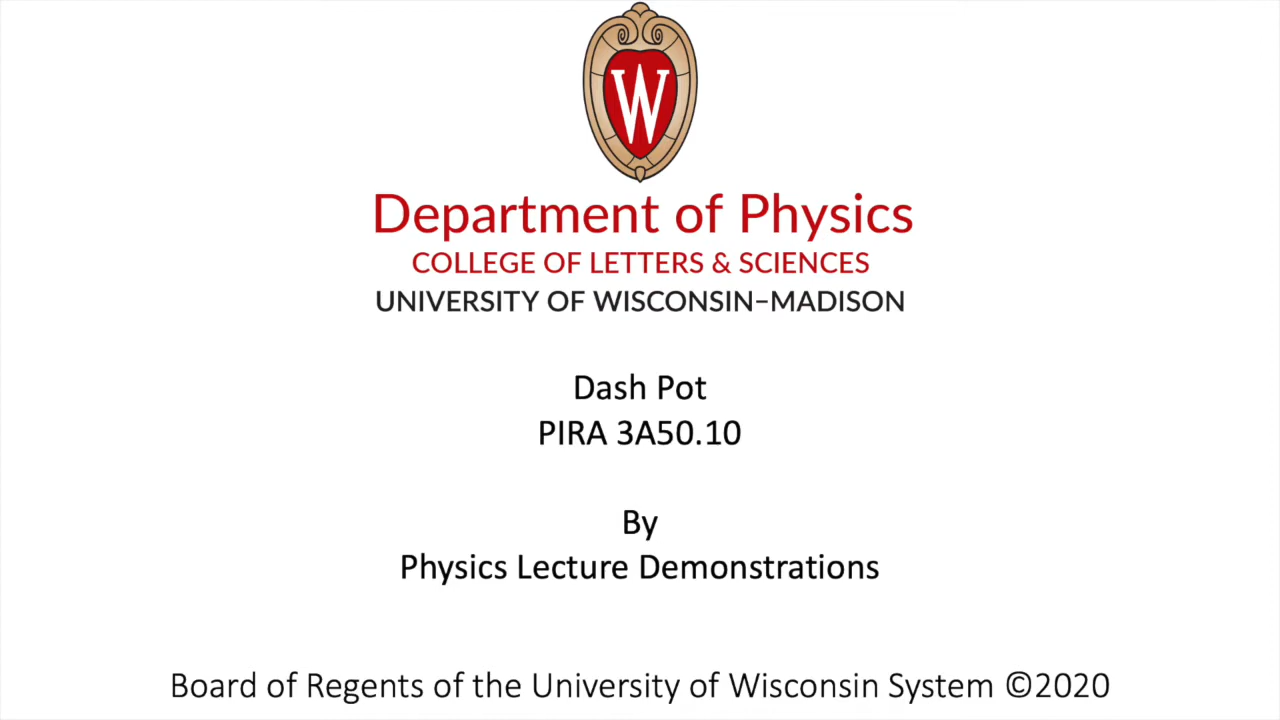 W
Department of Physics
COLLEGE OF LETTERS & SCIENCES
UNIVERSITY OF WISCONSIN–MADISON
Dash Pot
PIRA 3A50.10
By
Physics Lecture Demonstrations
Board of Regents of the University of Wisconsin System ©2020